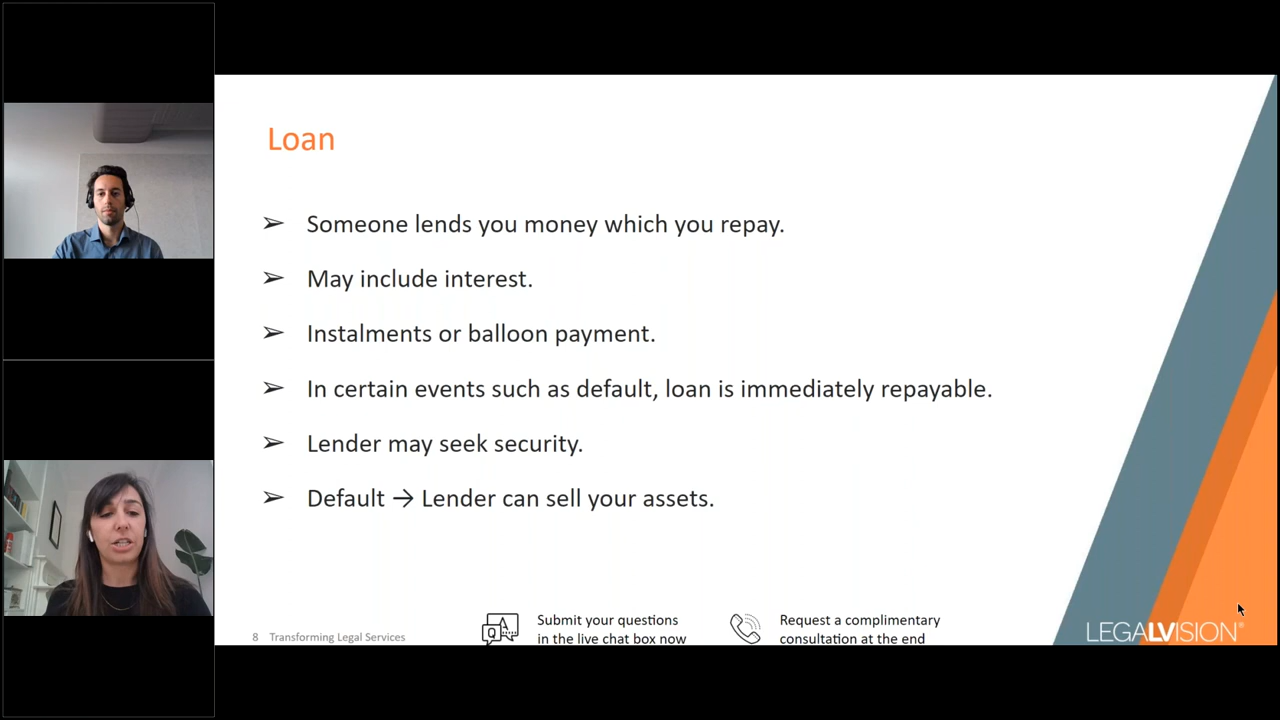 Loan
➢ Someone lends you money which you repay.
➢ May include interest.
➢ Instalments or balloon payment.
➢ In certain events such as default, loan is immediately repayable.
➢ Lender may seek security.
➢ Default → Lender can sell your assets.
8 Transforming Legal Services
Q A
Submit your questions
in the live chat box now
Request a complimentary
consultation at the end
LEGALVISION®